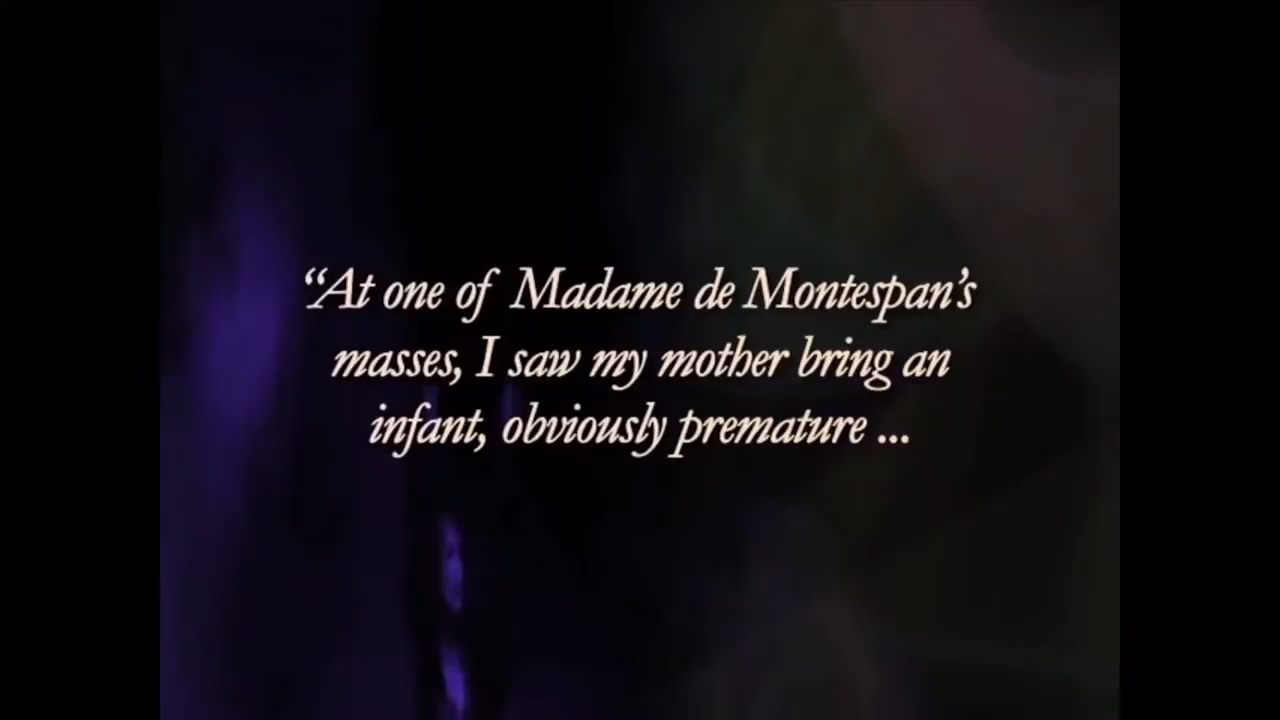 “At one of Madame de Montespan’s
masses, I saw my mother bring an
infant, obviously premature ...